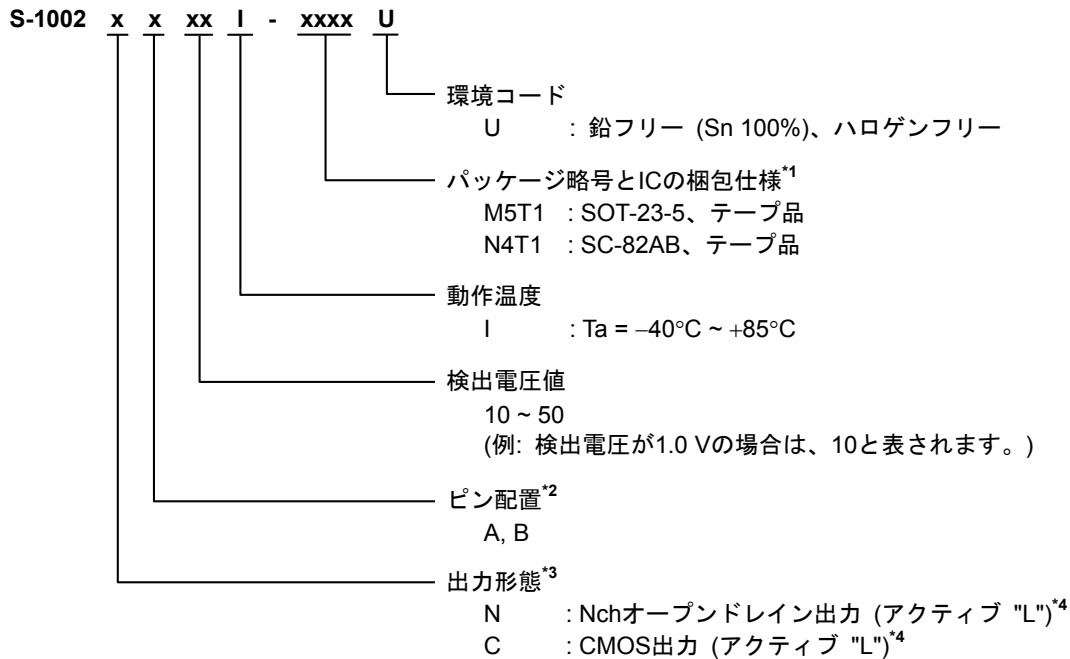 S-1002 x x xx I - xxxx U
環境コード
U : 鉛フリー (Sn 100%)、ハロゲンフリー
パッケージ略号とICの梱包仕様*1
M5T1 : SOT-23-5、テープ品
N4T1 : SC-82AB、テープ品
動作温度
I : Ta = −40°C ~ +85°C
検出電圧値
10 ~ 50
(例: 検出電圧が1.0 Vの場合は、10と表されます。)
ピン配置*2
A, B
出力形態*3
N : Nchオープンドレイン出力 (アクティブ "L")*4
C : CMOS出力 (アクティブ "L")*4